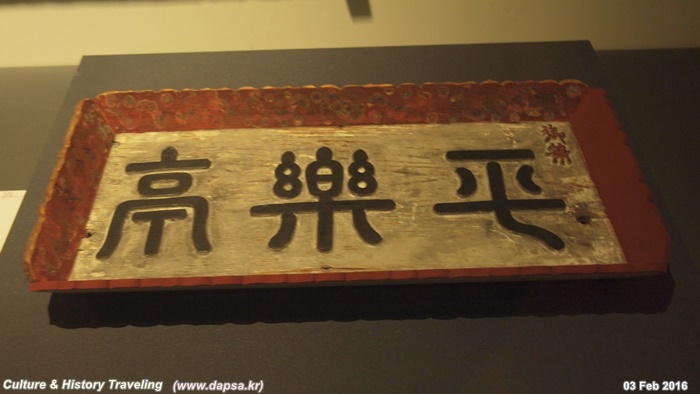 御筆
平樂亭
Culture & History Traveling (www.dapsa.kr)
03 Feb 2016